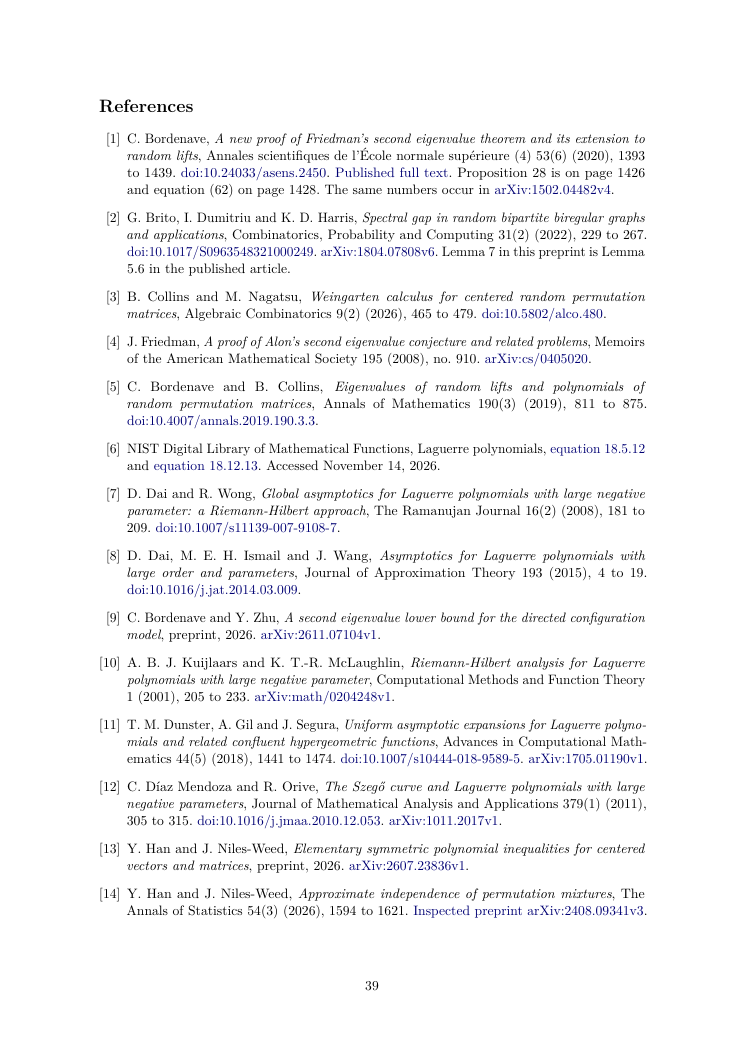 References
[1] C. Bordenave, A new proof of Friedman's second eigenvalue theorem and its extension to
random lifts, Annales scientifiques de l'École normale supérieure (4) 53(6) (2020), 1393
to 1439. doi:10.24033/asens.2450. Published full text. Proposition 28 is on page 1426
and equation (62) on page 1428. The same numbers occur in arXiv:1502.04482v4.
[2] G. Brito, I. Dumitriu and K. D. Harris, Spectral gap in random bipartite biregular graphs
and applications, Combinatorics, Probability and Computing 31(2) (2022), 229 to 267.
doi:10.1017/S0963548321000249. arXiv:1804.07808v6. Lemma 7 in this preprint is Lemma
5.6 in the published article.
[3] B. Collins and M. Nagatsu, Weingarten calculus for centered random permutation
matrices, Algebraic Combinatorics 9(2) (2026), 465 to 479. doi:10.5802/alco.480.
[4] J. Friedman, A proof of Alon's second eigenvalue conjecture and related problems, Memoirs
of the American Mathematical Society 195 (2008), no. 910. arXiv:cs/0405020.
[5] C. Bordenave and B. Collins, Eigenvalues of random lifts and polynomials of
random permutation matrices, Annals of Mathematics 190(3) (2019), 811 to 875.
doi:10.4007/annals.2019.190.3.3.
[6] NIST Digital Library of Mathematical Functions, Laguerre polynomials, equation 18.5.12
and equation 18.12.13. Accessed November 14, 2026.
[7] D. Dai and R. Wong, Global asymptotics for Laguerre polynomials with large negative
parameter: a Riemann-Hilbert approach, The Ramanujan Journal 16(2) (2008), 181 to
209. doi:10.1007/s11139-007-9108-7.
[8] D. Dai, M. E. H. Ismail and J. Wang, Asymptotics for Laguerre polynomials with
large order and parameters, Journal of Approximation Theory 193 (2015), 4 to 19.
doi:10.1016/j.jat.2014.03.009.
[9] C. Bordenave and Y. Zhu, A second eigenvalue lower bound for the directed configuration
model, preprint, 2026. arXiv:2611.07104v1.
[10] A. B. J. Kuijlaars and K. T.-R. McLaughlin, Riemann-Hilbert analysis for Laguerre
polynomials with large negative parameter, Computational Methods and Function Theory
1 (2001), 205 to 233. arXiv:math/0204248v1.
[11] T. M. Dunster, A. Gil and J. Segura, Uniform asymptotic expansions for Laguerre polyno-
mials and related confluent hypergeometric functions, Advances in Computational Math-
ematics 44(5) (2018), 1441 to 1474. doi:10.1007/s10444-018-9589-5. arXiv:1705.01190v1.
[12] C. Díaz Mendoza and R. Orive, The Szegő curve and Laguerre polynomials with large
negative parameters, Journal of Mathematical Analysis and Applications 379(1) (2011),
305 to 315. doi:10.1016/j.jmaa.2010.12.053. arXiv:1011.2017v1.
[13] Y. Han and J. Niles-Weed, Elementary symmetric polynomial inequalities for centered
vectors and matrices, preprint, 2026. arXiv:2607.23836v1.
[14] Y. Han and J. Niles-Weed, Approximate independence of permutation mixtures, The
Annals of Statistics 54(3) (2026), 1594 to 1621. Inspected preprint arXiv:2408.09341v3.
39